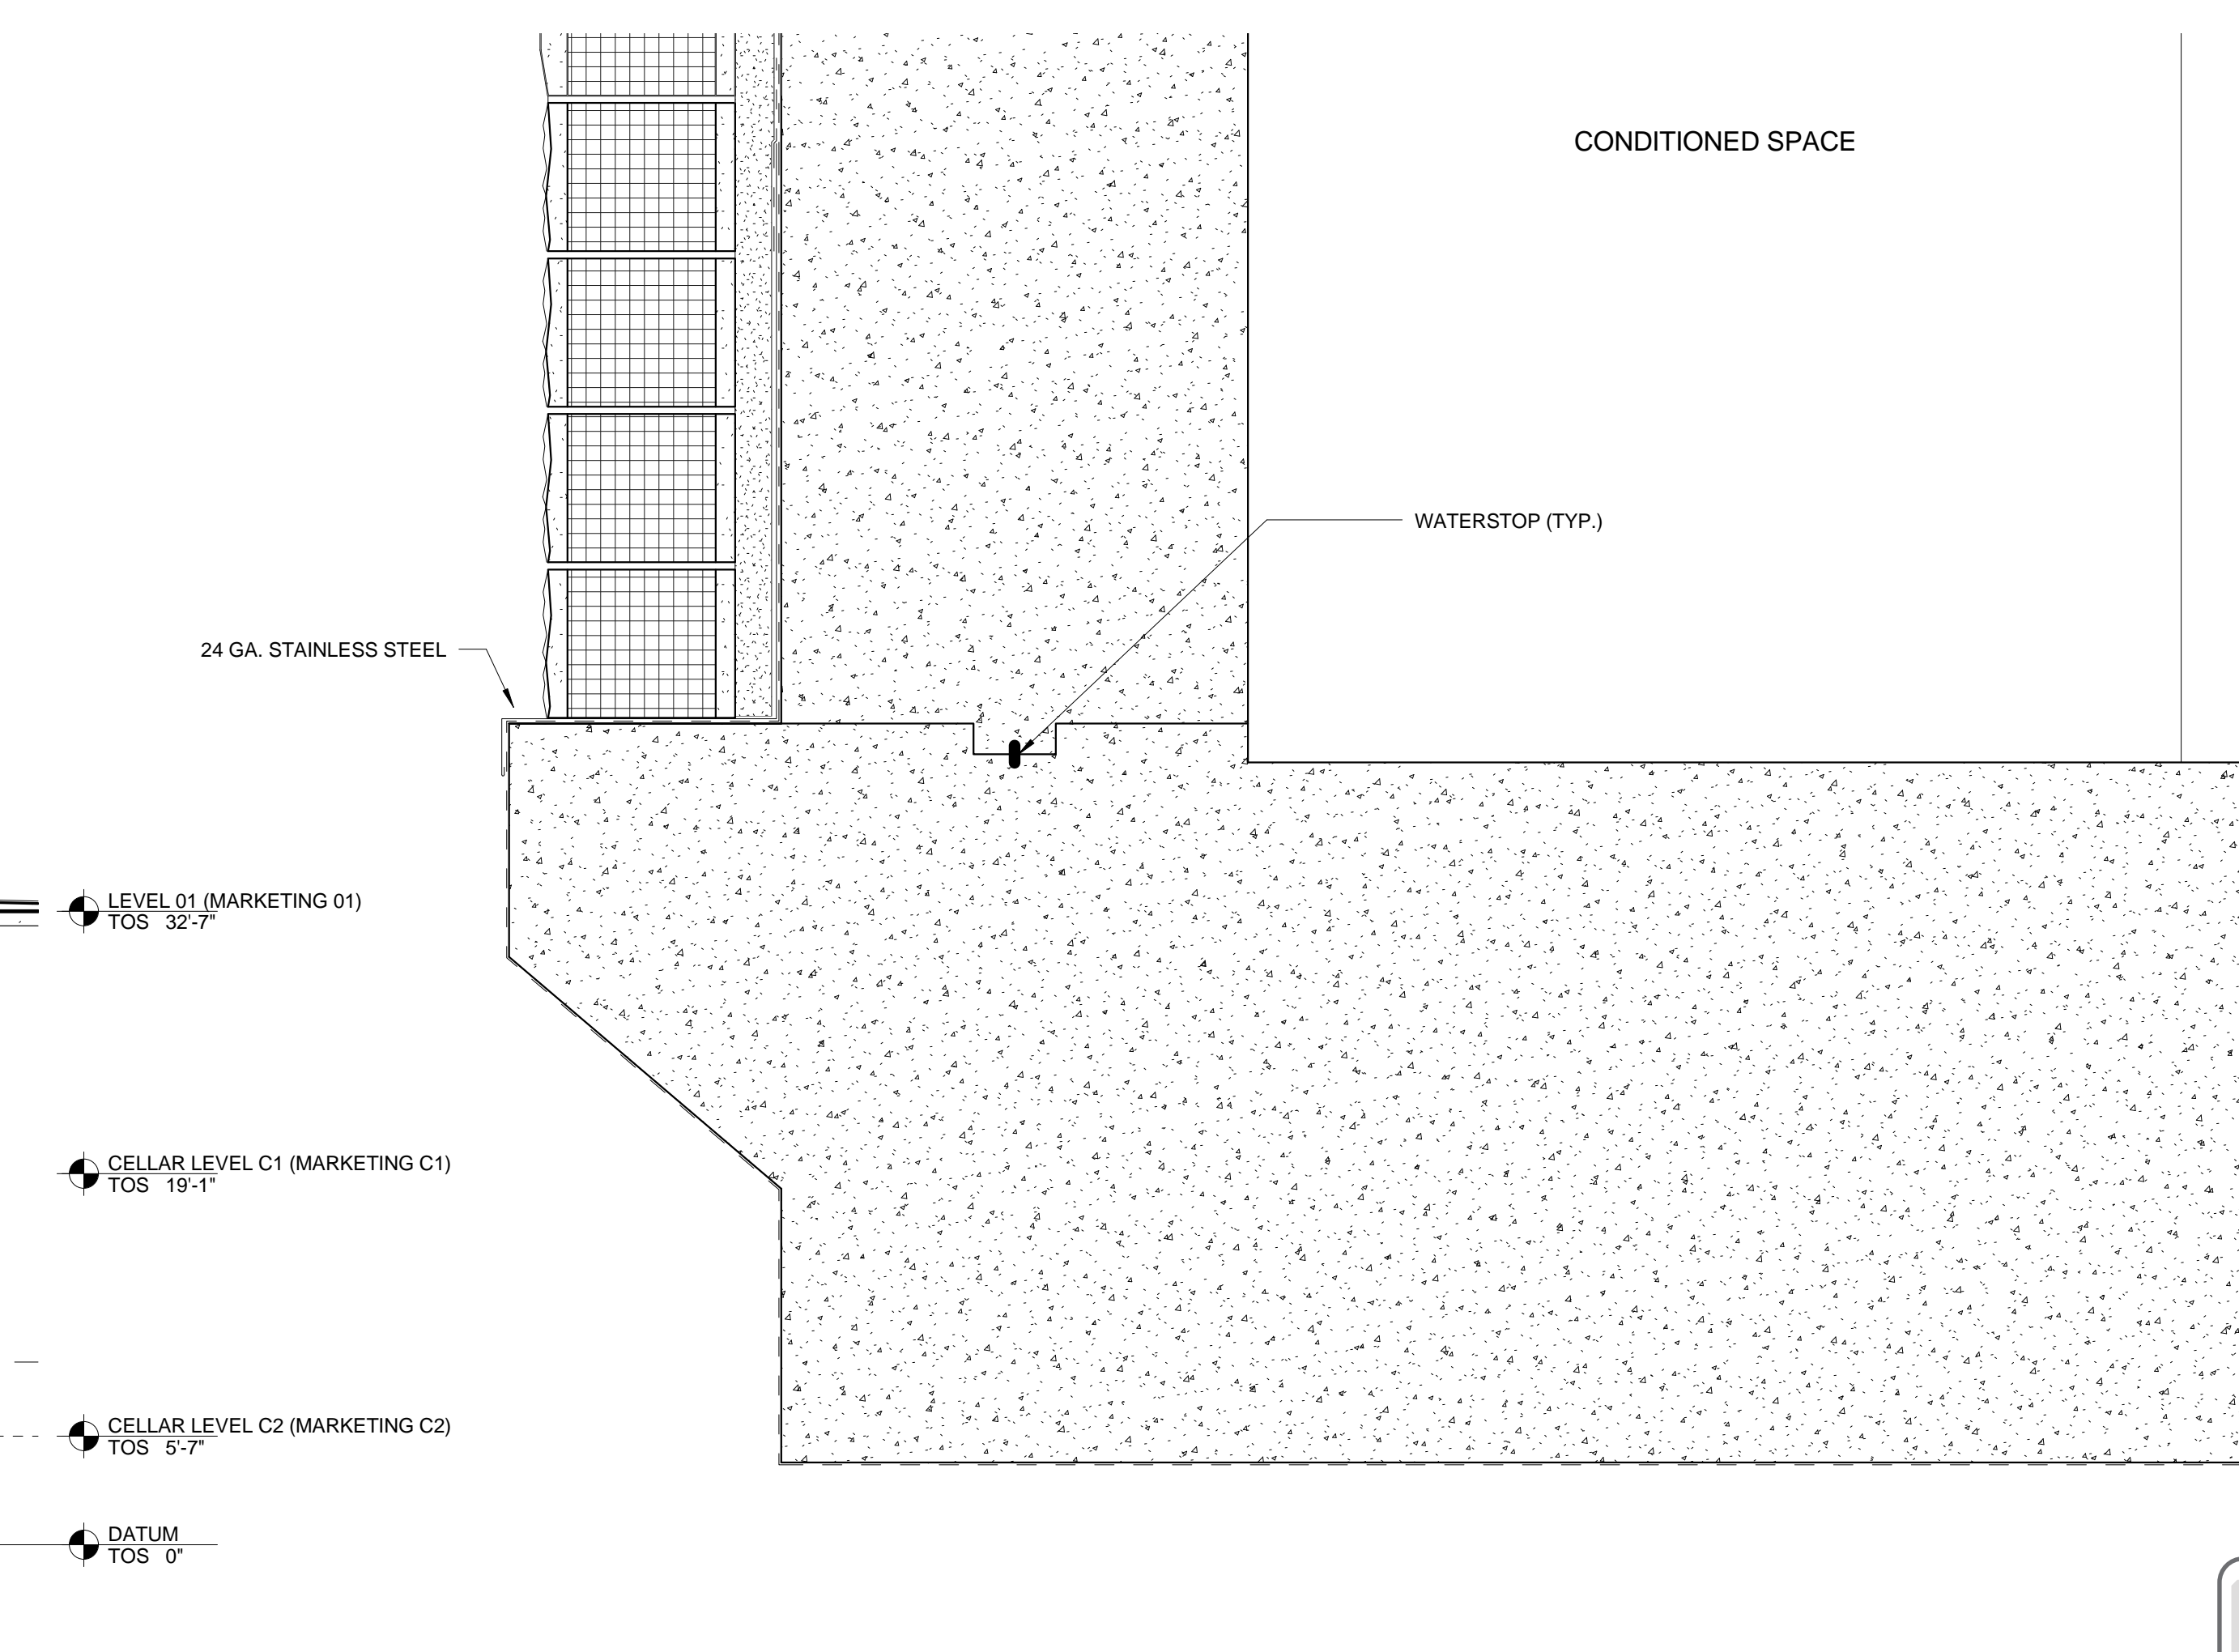 CONDITIONED SPACE
WATERSTOP (TYP.)
24 GA. STAINLESS STEEL
LEVEL 01 (MARKETING 01)
TOS 32'-7"
CELLAR LEVEL C1 (MARKETING C1)
TOS 19'-1"
CELLAR LEVEL C2 (MARKETING C2)
TOS 5'-7"
DATUM
TOS 0"